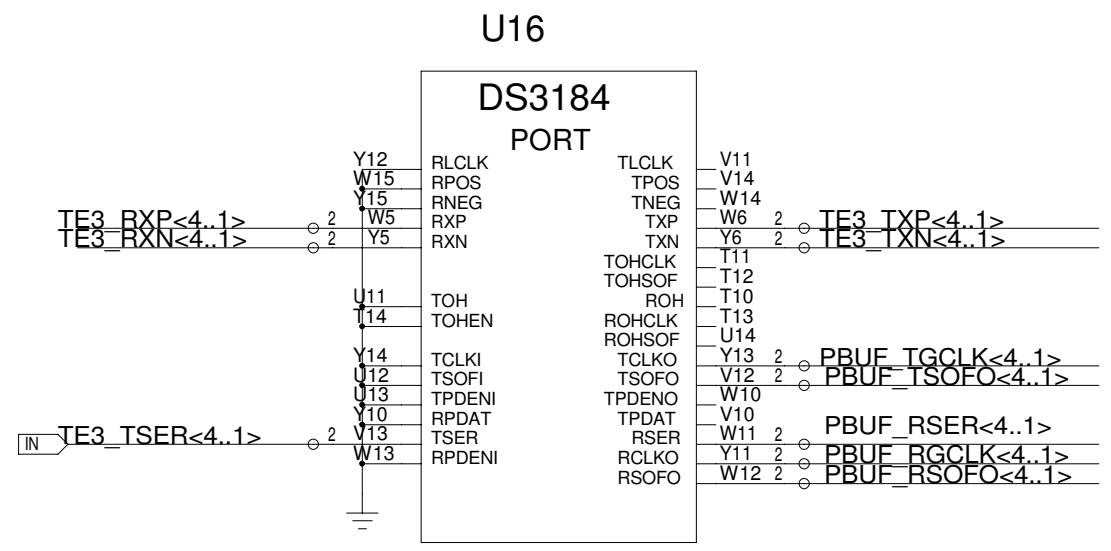 U16
DS3184
PORT
Y12 RLCLK TLCLK V11
W15 RPOS TPOS V14
Y15 RNEG TNEG W14
TE3_RXP<4..1> 2 W5 RXP TXP W6 2 TE3_TXP<4..1>
TE3_RXN<4..1> 2 Y5 RXN TXN Y6 2 TE3_TXN<4..1>
TOHCLK T11
TOHSOF T12
U11 TOH ROH T10
T14 TOHEN ROHCLK T13
ROHSOF U14
Y14 TCLKI TCLKO Y13 2 PBUF_TGCLK<4..1>
U12 TSOFI TSOFO V12 2 PBUF_TSOFO<4..1>
U13 TPDENI TPDENO W10
Y10 RPDAT TPDAT V10
IN TE3_TSER<4..1> 2 V13 TSER RSER W11 2 PBUF_RSER<4..1>
W13 RPDENI RCLKO Y11 2 PBUF_RGCLK<4..1>
RSOFO W12 2 PBUF_RSOFO<4..1>